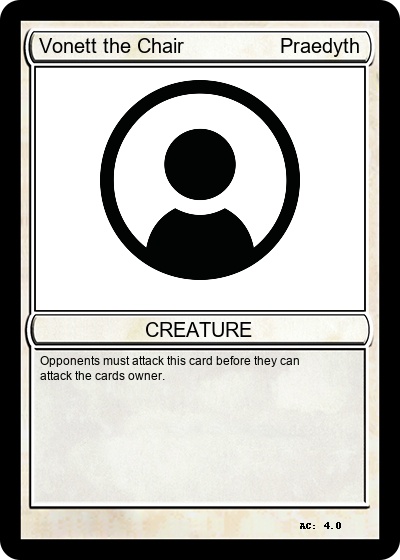 Vonett the Chair Praedyth
CREATURE
Opponents must attack this card before they can
attack the cards owner.
AC: 4.0